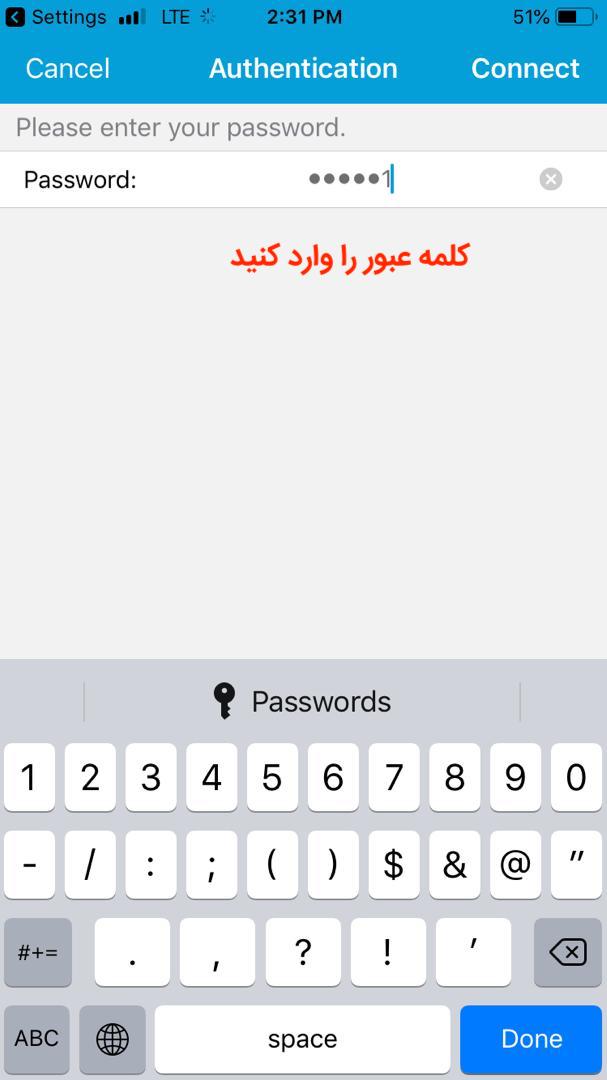 Settings LTE 2:31 PM 51%
Cancel Authentication Connect
Please enter your password.
Password: •••••1
کلمه عبور را وارد کنید
Passwords
1 2 3 4 5 6 7 8 9 0
- / : ; ( ) $ & @ "
#+= . , ? ! '
ABC space Done